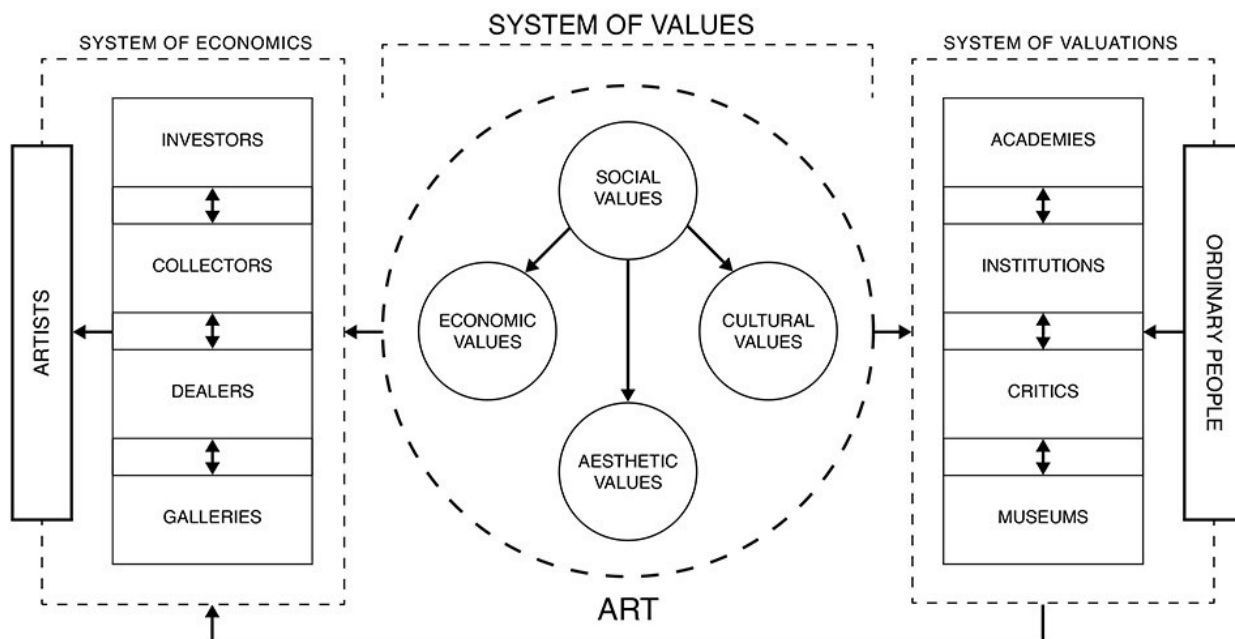 SYSTEM OF VALUES
SYSTEM OF ECONOMICS
SYSTEM OF VALUATIONS
ARTISTS
INVESTORS
COLLECTORS
DEALERS
GALLERIES
SOCIAL
VALUES
ECONOMIC
VALUES
CULTURAL
VALUES
AESTHETIC
VALUES
ART
ACADEMIES
INSTITUTIONS
CRITICS
MUSEUMS
ORDINARY PEOPLE